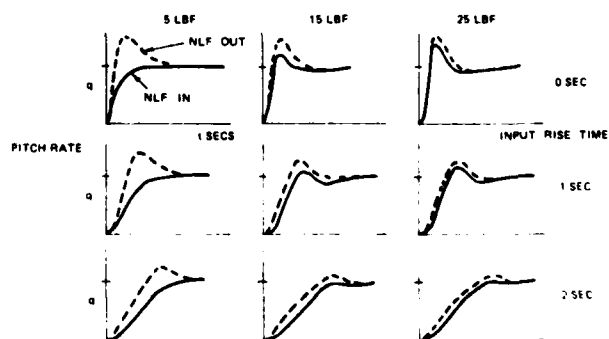 5 LBF 15 LBF 25 LBF
NLF OUT
NLF IN
q
0 SEC
PITCH RATE
t SECS
INPUT RISE TIME
q
1 SEC
q
2 SEC